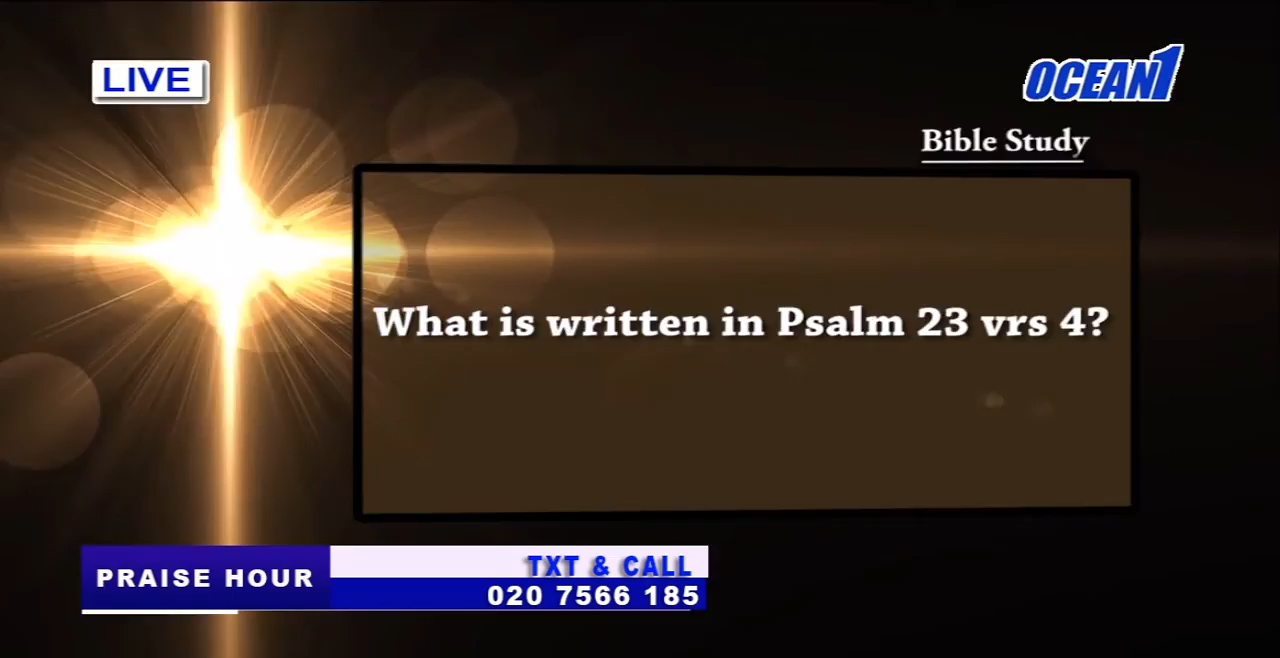 LIVE
OCEAN1
Bible Study
What is written in Psalm 23 vrs 4?
PRAISE HOUR
TXT & CALL
020 7566 185